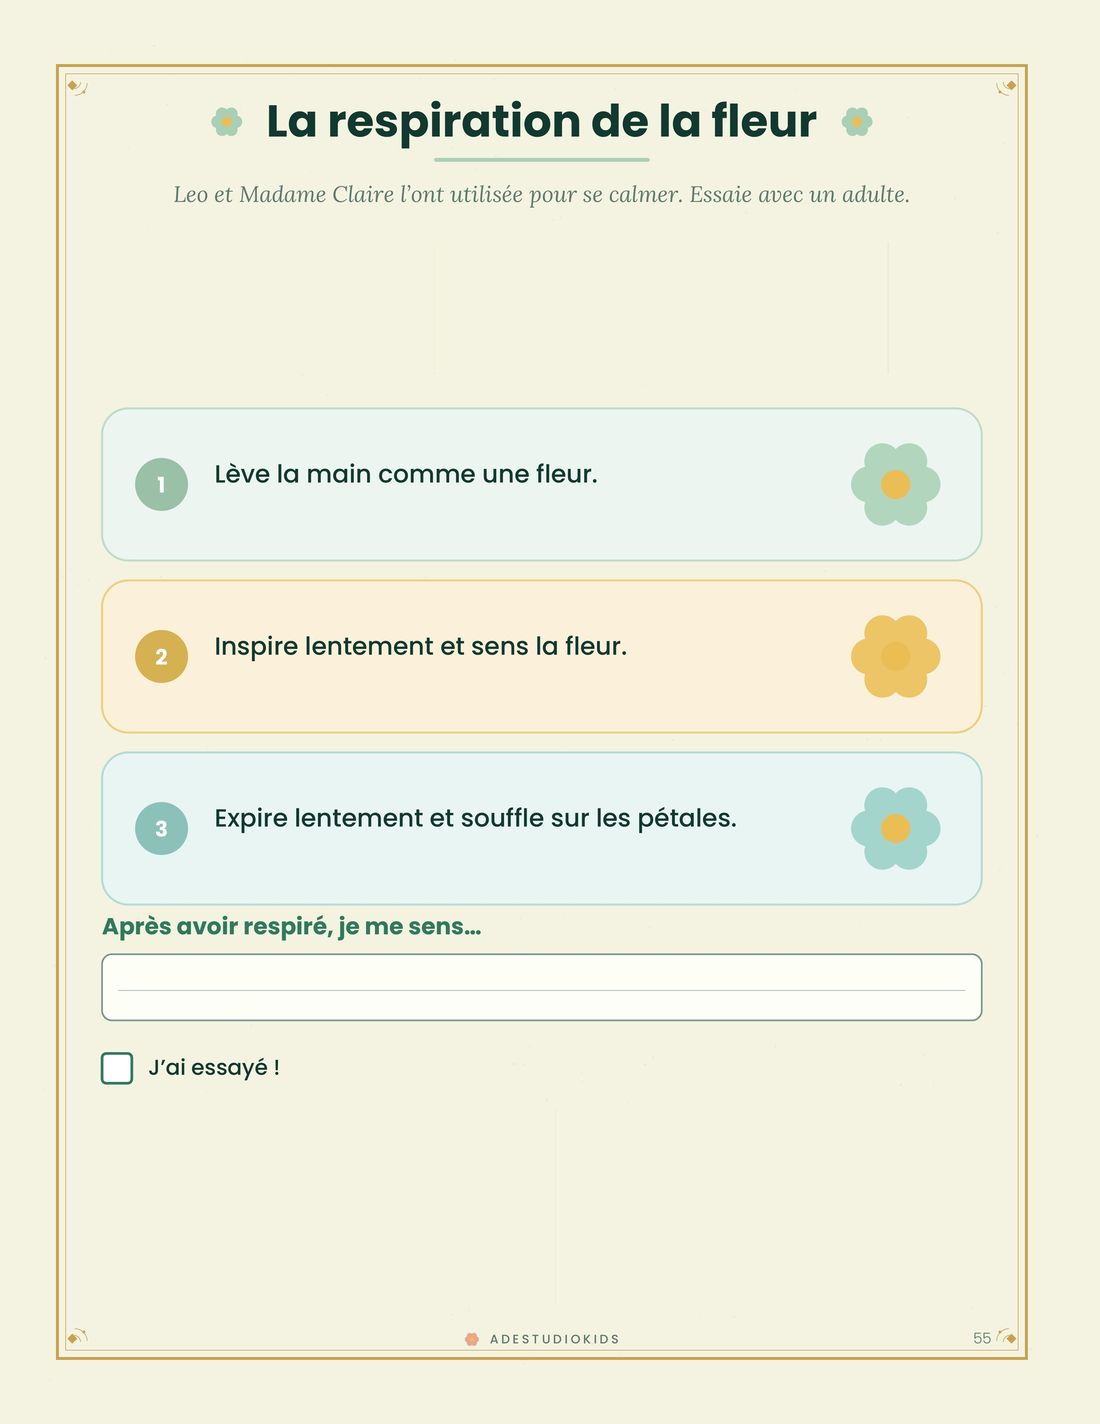 La respiration de la fleur
Leo et Madame Claire l’ont utilisée pour se calmer. Essaie avec un adulte.
1
Lève la main comme une fleur.
2
Inspire lentement et sens la fleur.
3
Expire lentement et souffle sur les pétales.
Après avoir respiré, je me sens...
J’ai essayé !
ADESTUDIOKIDS
55